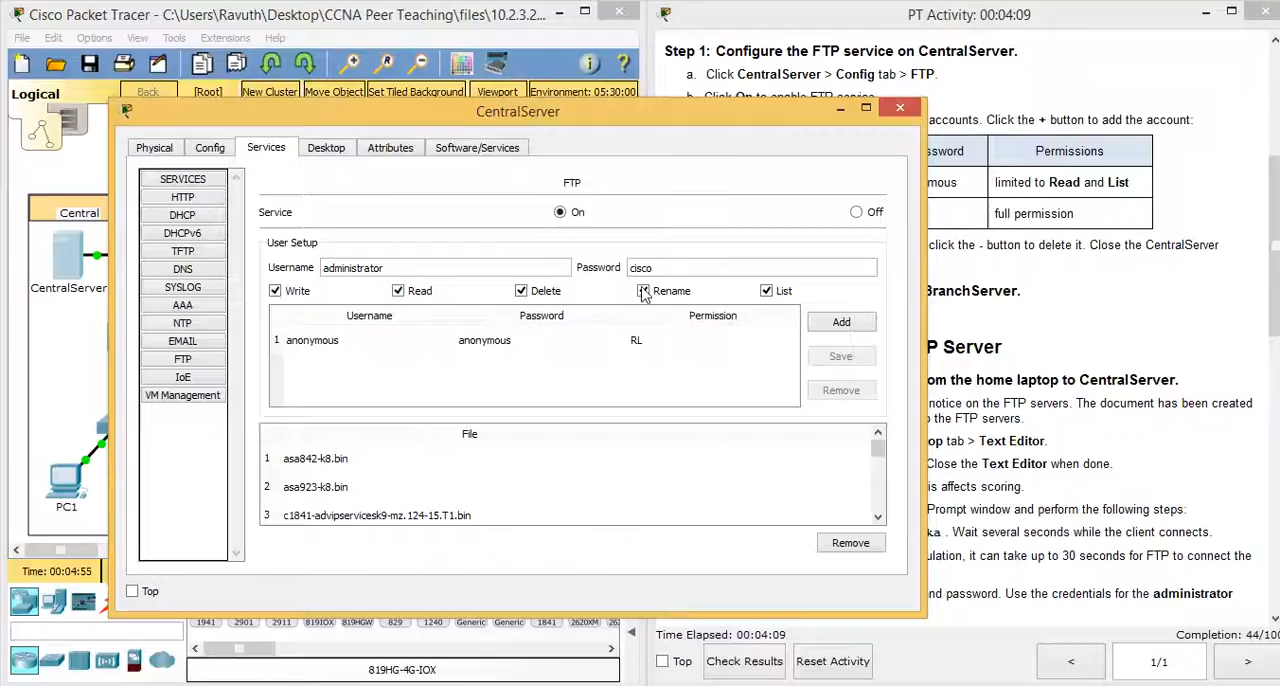 Cisco Packet Tracer - C:\Users\Ravuth\Desktop\CCNA Peer Teaching\files\10.2.3.2...
File Edit Options View Tools Extensions Help
Logical
Back [Root] New Cluster Move Object Set Tiled Background Viewport Environment: 05:30:00
Central
CentralServer
PC1
Time: 00:04:55
CentralServer
Physical Config Services Desktop Attributes Software/Services
SERVICES
HTTP
DHCP
DHCPv6
TFTP
DNS
SYSLOG
AAA
NTP
EMAIL
FTP
IoE
VM Management
FTP
Service On Off
User Setup
Username administrator Password cisco
Write Read Delete Rename List
Username Password Permission
1 anonymous anonymous RL
Add
Save
Remove
File
1 asa842-k8.bin
2 asa923-k8.bin
3 c1841-advipservicesk9-mz.124-15.T1.bin
Remove
Top
1941 2901 2911 819IOX 819HGW 829 1240 Generic Generic 1841 2620XM
819HG-4G-IOX
PT Activity: 00:04:09
Step 1: Configure the FTP service on CentralServer.
a. Click CentralServer > Config tab > FTP.
accounts. Click the + button to add the account:
Permissions
limited to Read and List
full permission
click the - button to delete it. Close the CentralServer
BranchServer.
P Server
om the home laptop to CentralServer.
notice on the FTP servers. The document has been created
the FTP servers.
op tab > Text Editor.
Close the Text Editor when done.
is affects scoring.
Prompt window and perform the following steps:
ka . Wait several seconds while the client connects.
ulation, it can take up to 30 seconds for FTP to connect the
and password. Use the credentials for the administrator
Time Elapsed: 00:04:09 Completion: 44/100
Top Check Results Reset Activity < 1/1 >